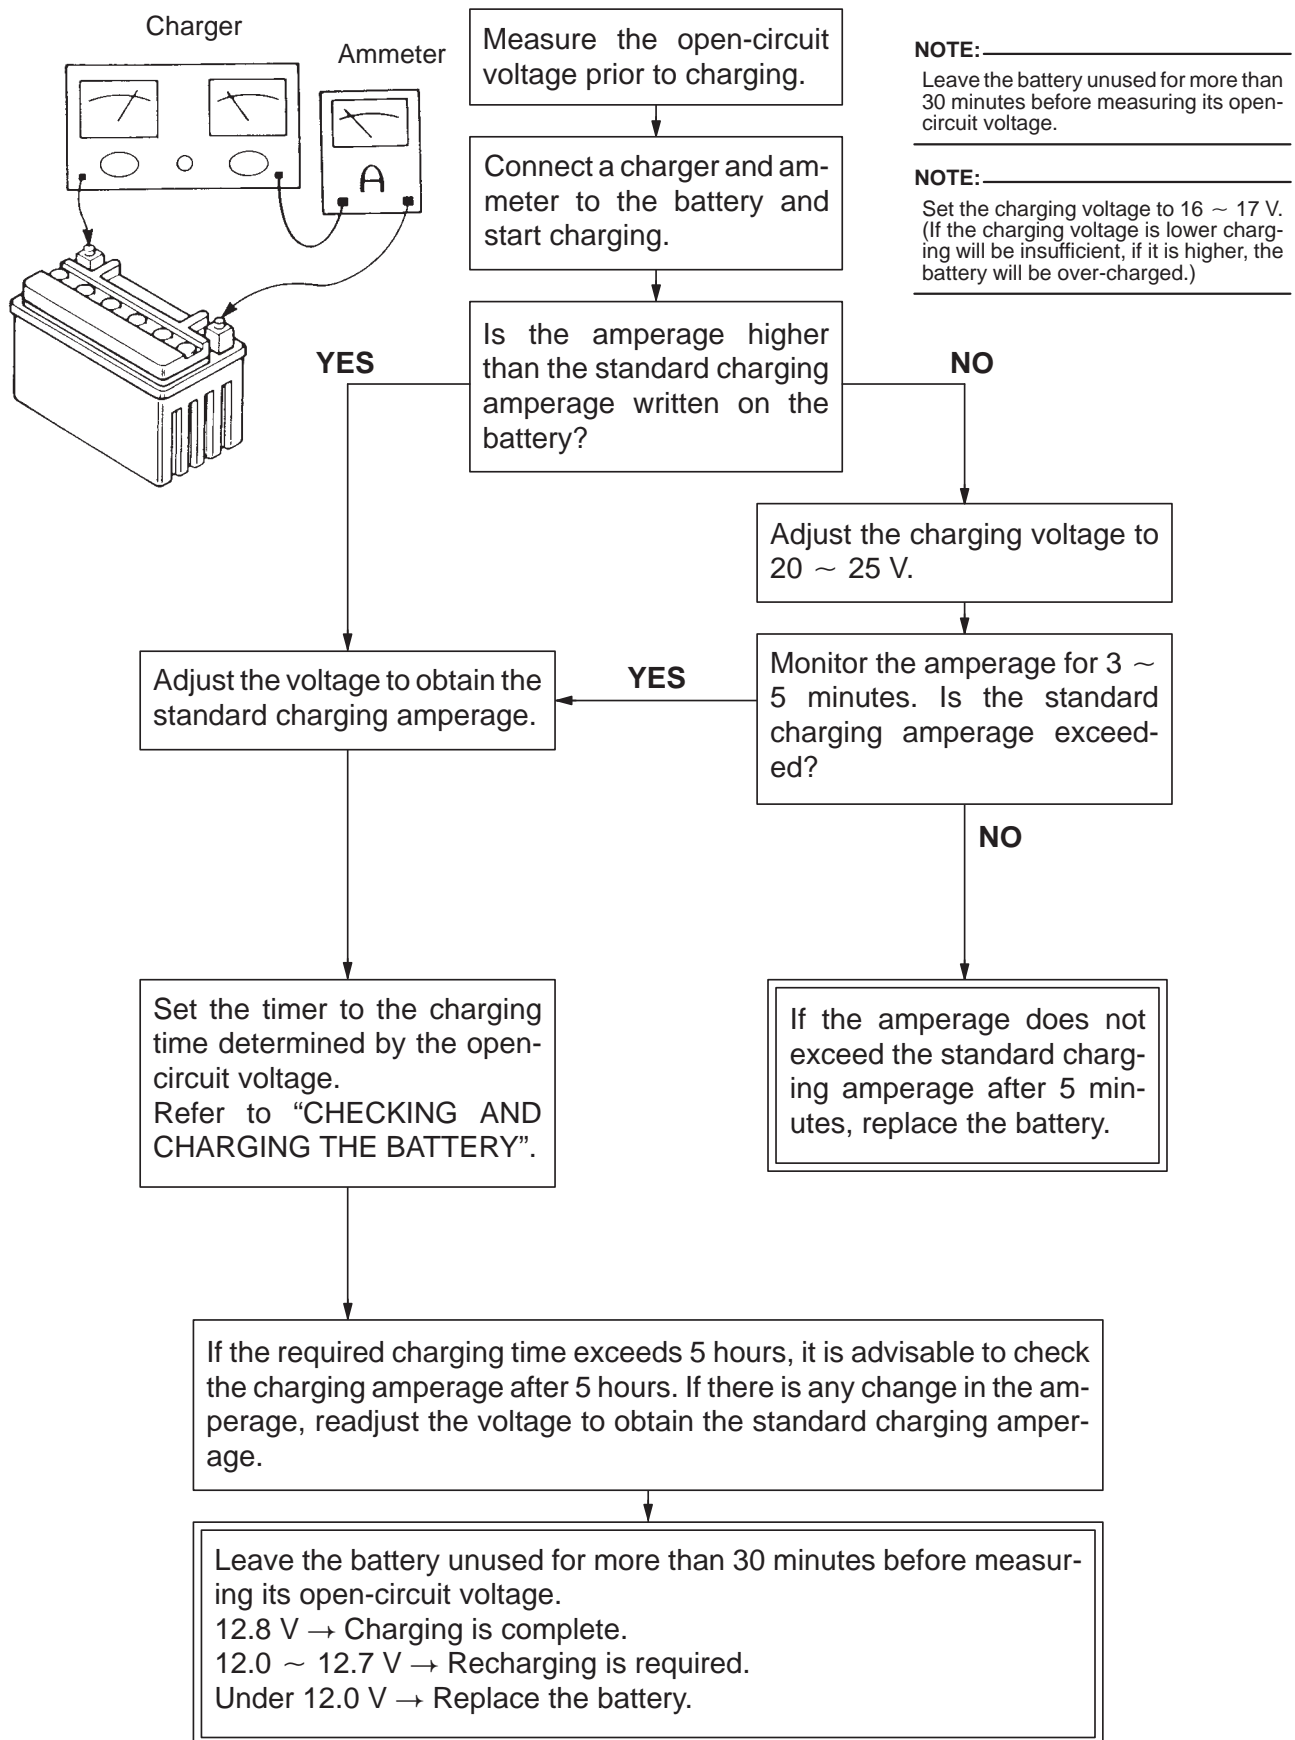 Charger
Ammeter
Measure the open-circuit
voltage prior to charging.
NOTE:
Leave the battery unused for more than
30 minutes before measuring its open-
circuit voltage.
Connect a charger and am-
meter to the battery and
start charging.
NOTE:
Set the charging voltage to 16 ~ 17 V.
(If the charging voltage is lower charg-
ing will be insufficient, if it is higher, the
battery will be over-charged.)
A
Is the amperage higher
than the standard charging
amperage written on the
battery?
YES
NO
Adjust the charging voltage to
20 ~ 25 V.
Monitor the amperage for 3 ~
5 minutes. Is the standard
charging amperage exceed-
ed?
YES
Adjust the voltage to obtain the
standard charging amperage.
NO
Set the timer to the charging
time determined by the open-
circuit voltage.
Refer to “CHECKING AND
CHARGING THE BATTERY”.
If the amperage does not
exceed the standard charg-
ing amperage after 5 min-
utes, replace the battery.
If the required charging time exceeds 5 hours, it is advisable to check
the charging amperage after 5 hours. If there is any change in the am-
perage, readjust the voltage to obtain the standard charging amper-
age.
Leave the battery unused for more than 30 minutes before measur-
ing its open-circuit voltage.
12.8 V → Charging is complete.
12.0 ~ 12.7 V → Recharging is required.
Under 12.0 V → Replace the battery.